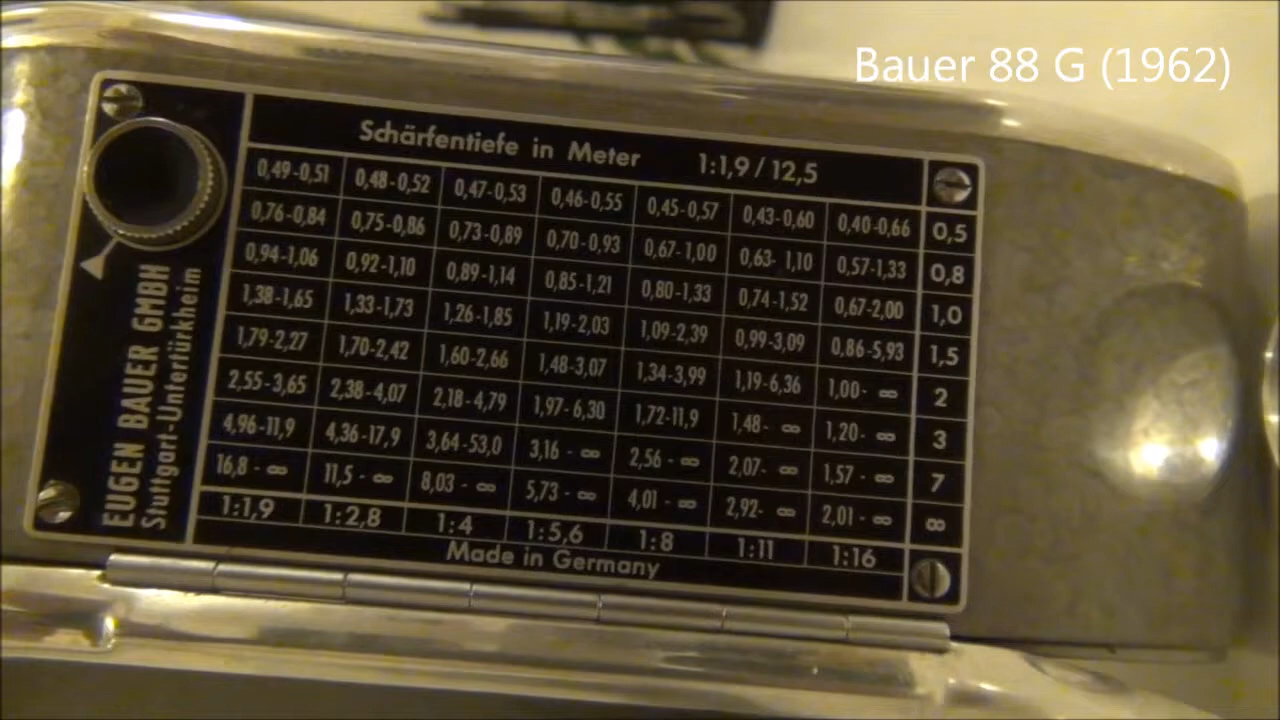 Bauer 88 G (1962)
Schärfentiefe in Meter 1:1,9 / 12,5
0,49-0,51 0,48-0,52 0,47-0,53 0,46-0,55 0,45-0,57 0,43-0,60 0,40-0,66 0,5
0,76-0,84 0,75-0,86 0,73-0,89 0,70-0,93 0,67-1,00 0,63-1,10 0,57-1,33 0,8
0,94-1,06 0,92-1,10 0,89-1,14 0,85-1,21 0,80-1,33 0,74-1,52 0,67-2,00 1,0
1,38-1,65 1,33-1,73 1,26-1,85 1,19-2,03 1,09-2,39 0,99-3,09 0,86-5,93 1,5
1,79-2,27 1,70-2,42 1,60-2,66 1,48-3,07 1,34-3,99 1,19-6,36 1,00-∞ 2
2,55-3,65 2,38-4,07 2,18-4,79 1,97-6,30 1,72-11,9 1,48-∞ 1,20-∞ 3
4,96-11,9 4,36-17,9 3,64-53,0 3,16-∞ 2,56-∞ 2,07-∞ 1,57-∞ 7
16,8-∞ 11,5-∞ 8,03-∞ 5,73-∞ 4,01-∞ 2,92-∞ 2,01-∞ ∞
1:1,9 1:2,8 1:4 1:5,6 1:8 1:11 1:16
Made in Germany
EUGEN BAUER GMBH
Stuttgart-Untertürkheim